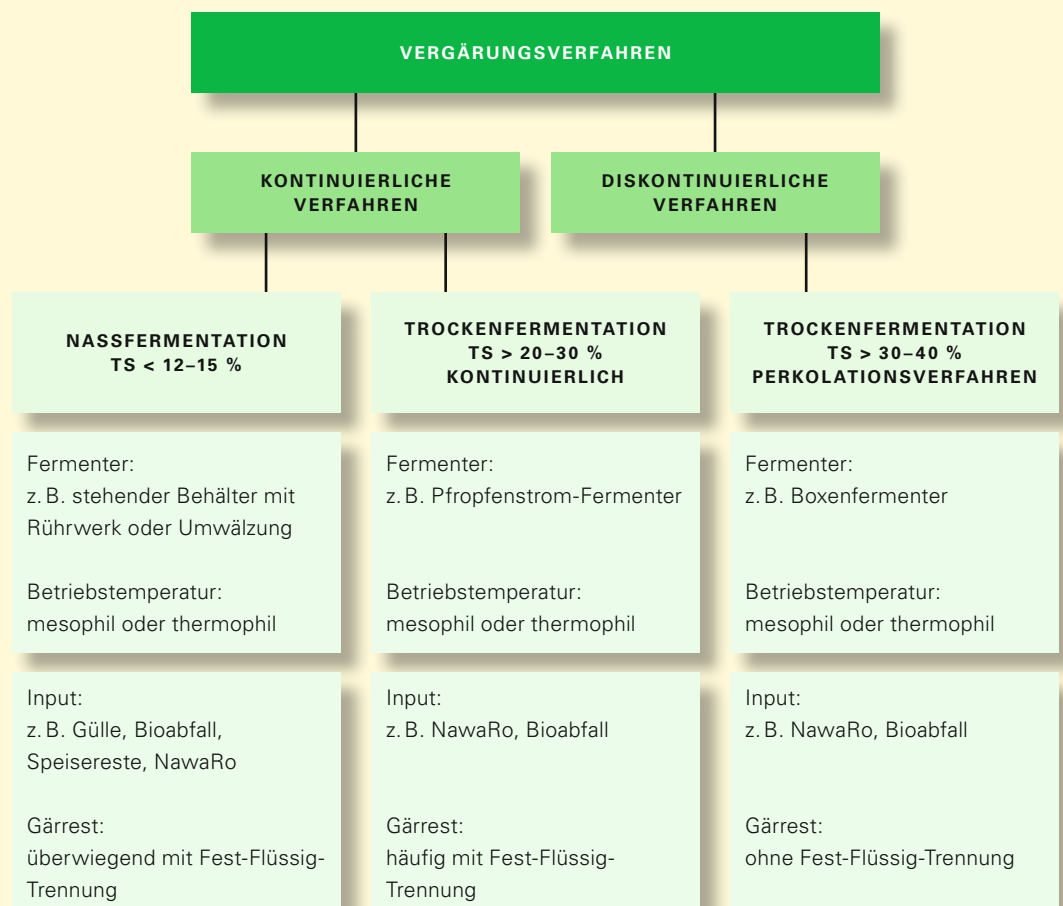 VERGÄRUNGSVERFAHREN
KONTINUIERLICHE
VERFAHREN
DISKONTINUIERLICHE
VERFAHREN
NASSFERMENTATION
TS < 12–15 %
TROCKENFERMENTATION
TS > 20–30 %
KONTINUIERLICH
TROCKENFERMENTATION
TS > 30–40 %
PERKOLATIONSVERFAHREN
Fermenter:
z. B. stehender Behälter mit
Rührwerk oder Umwälzung
Betriebstemperatur:
mesophil oder thermophil
Fermenter:
z. B. Pfropfenstrom-Fermenter
Betriebstemperatur:
mesophil oder thermophil
Fermenter:
z. B. Boxenfermenter
Betriebstemperatur:
mesophil oder thermophil
Input:
z. B. Gülle, Bioabfall,
Speisereste, NawaRo
Gärrest:
überwiegend mit Fest-Flüssig-
Trennung
Input:
z. B. NawaRo, Bioabfall
Gärrest:
häufig mit Fest-Flüssig-
Trennung
Input:
z. B. NawaRo, Bioabfall
Gärrest:
ohne Fest-Flüssig-Trennung